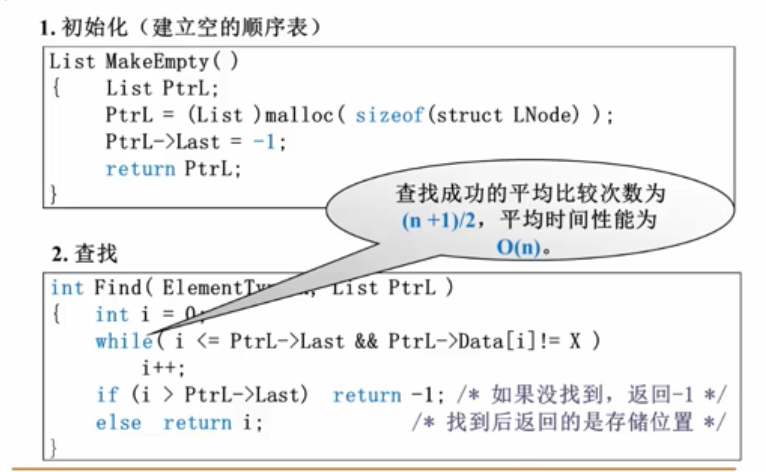 1. 初始化（建立空的顺序表）
List MakeEmpty( )
{ List PtrL;
PtrL = (List )malloc( sizeof(struct LNode) );
PtrL->Last = -1;
return PtrL;
}
查找成功的平均比较次数为
(n +1)/2，平均时间性能为
O(n)。
2. 查找
int Find( ElementTy , List PtrL )
{ int i = 0;
while( i <= PtrL->Last && PtrL->Data[i]!= X )
i++;
if (i > PtrL->Last) return -1; /* 如果没找到，返回-1 */
else return i; /* 找到后返回的是存储位置 */
}